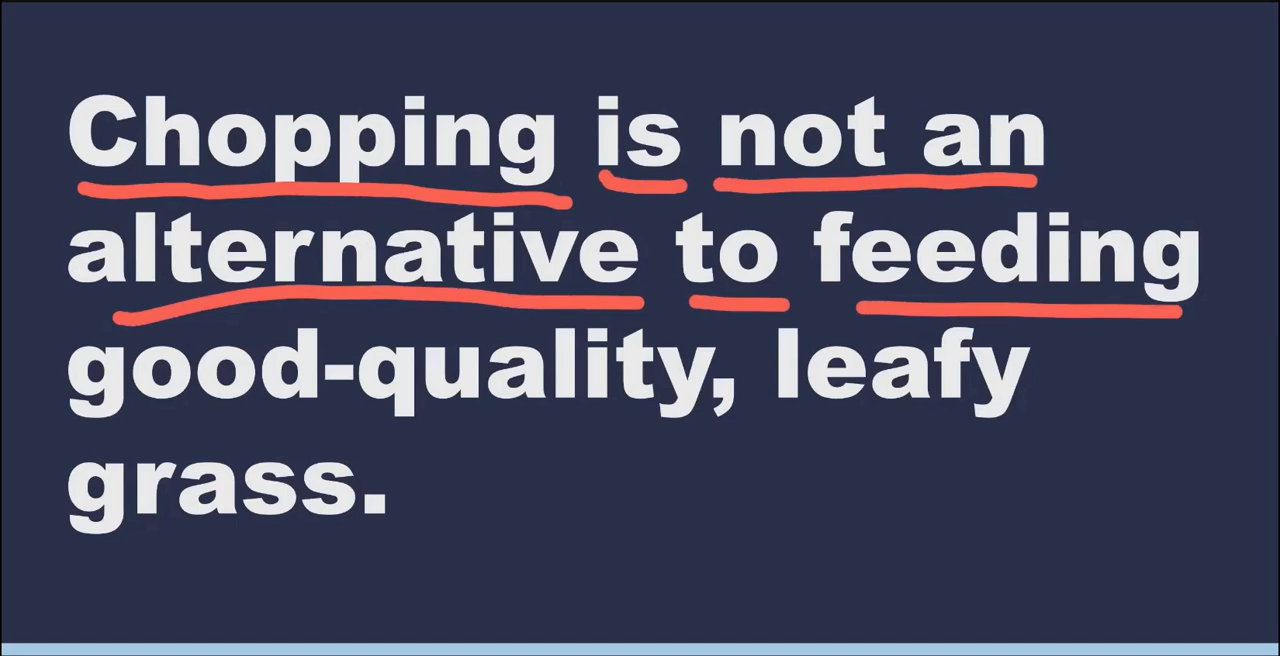 Chopping is not an
alternative to feeding
good-quality, leafy
grass.